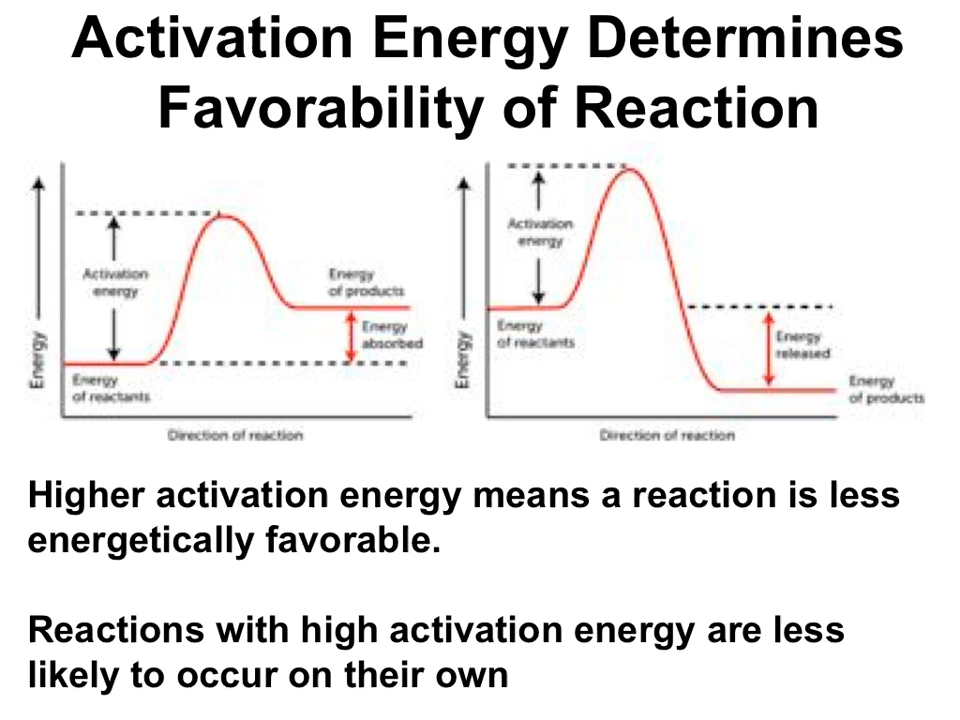 Activation Energy Determines
Favorability of Reaction
Energy
Activation
energy
Energy
of products
Energy
absorbed
Energy
of reactants
Direction of reaction
Energy
Activation
energy
Energy
of reactants
Energy
released
Energy
of products
Direction of reaction
Higher activation energy means a reaction is less
energetically favorable.
Reactions with high activation energy are less
likely to occur on their own